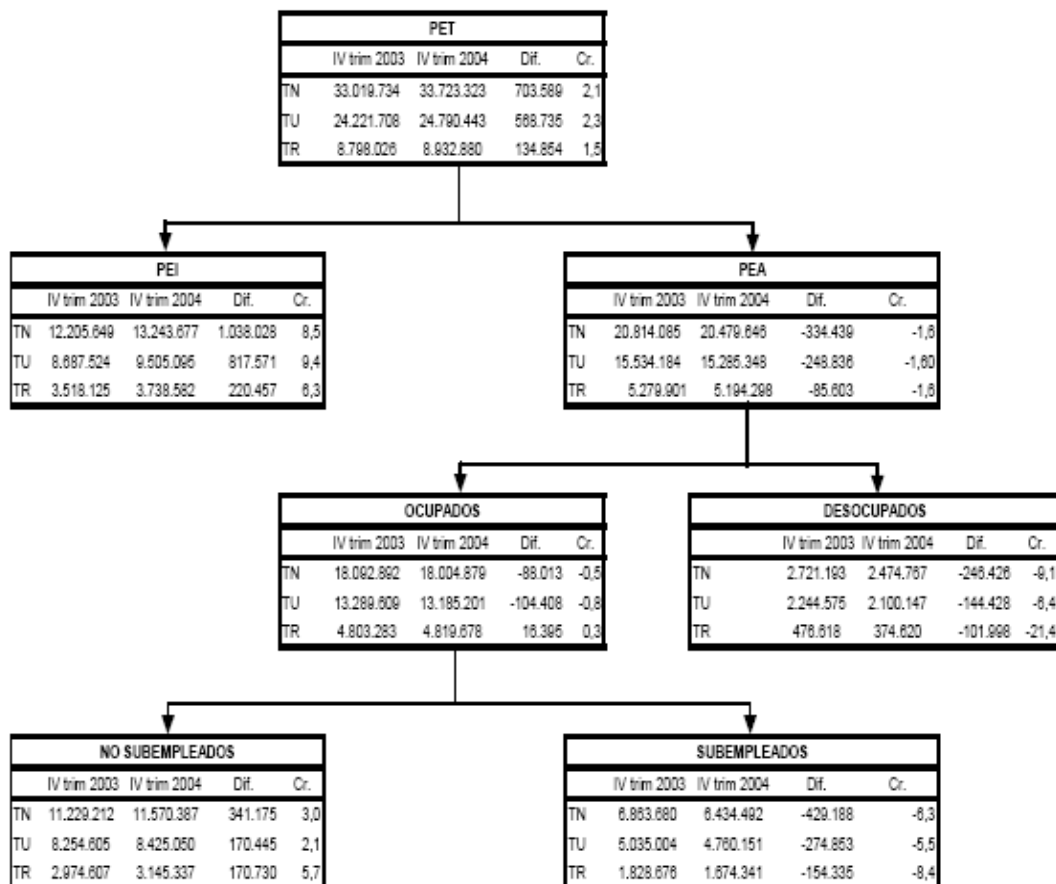 PET
IV trim 2003 IV trim 2004 Dif. Cr.
TN 33.019.734 33.723.323 703.589 2,1
TU 24.221.708 24.790.443 568.735 2,3
TR 8.798.026 8.932.880 134.854 1,5
PEI
IV trim 2003 IV trim 2004 Dif. Cr.
TN 12.205.649 13.243.677 1.038.028 8,5
TU 8.687.524 9.505.095 817.571 9,4
TR 3.518.125 3.738.582 220.457 6,3
PEA
IV trim 2003 IV trim 2004 Dif. Cr.
TN 20.814.085 20.479.646 -334.439 -1,6
TU 15.534.184 15.285.348 -248.836 -1,60
TR 5.279.901 5.194.298 -85.603 -1,6
OCUPADOS
IV trim 2003 IV trim 2004 Dif. Cr.
TN 18.092.892 18.004.879 -88.013 -0,5
TU 13.289.609 13.185.201 -104.408 -0,8
TR 4.803.283 4.819.678 16.395 0,3
DESOCUPADOS
IV trim 2003 IV trim 2004 Dif. Cr.
TN 2.721.193 2.474.767 -246.426 -9,1
TU 2.244.575 2.100.147 -144.428 -6,4
TR 476.618 374.620 -101.998 -21,4
NO SUBEMPLEADOS
IV trim 2003 IV trim 2004 Dif. Cr.
TN 11.229.212 11.570.387 341.175 3,0
TU 8.254.605 8.425.050 170.445 2,1
TR 2.974.607 3.145.337 170.730 5,7
SUBEMPLEADOS
IV trim 2003 IV trim 2004 Dif. Cr.
TN 6.863.680 6.434.492 -429.188 -6,3
TU 5.035.004 4.760.151 -274.853 -5,5
TR 1.828.676 1.674.341 -154.335 -8,4